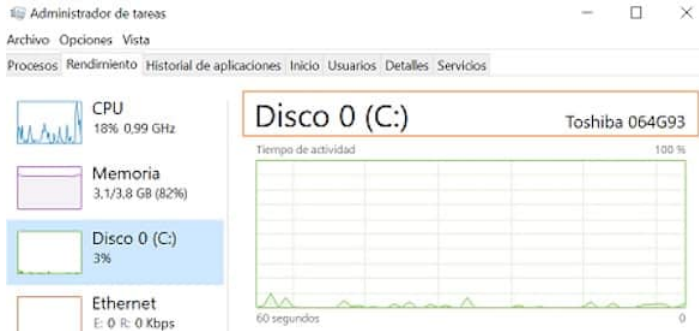 Administrador de tareas
Archivo Opciones Vista
Procesos Rendimiento Historial de aplicaciones Inicio Usuarios Detalles Servicios
CPU
18% 0,99 GHz
Memoria
3,1/3,8 GB (82%)
Disco 0 (C:)
3%
Ethernet
E: 0 R: 0 Kbps
Disco 0 (C:) Toshiba 064G93
Tiempo de actividad 100 %
60 segundos 0